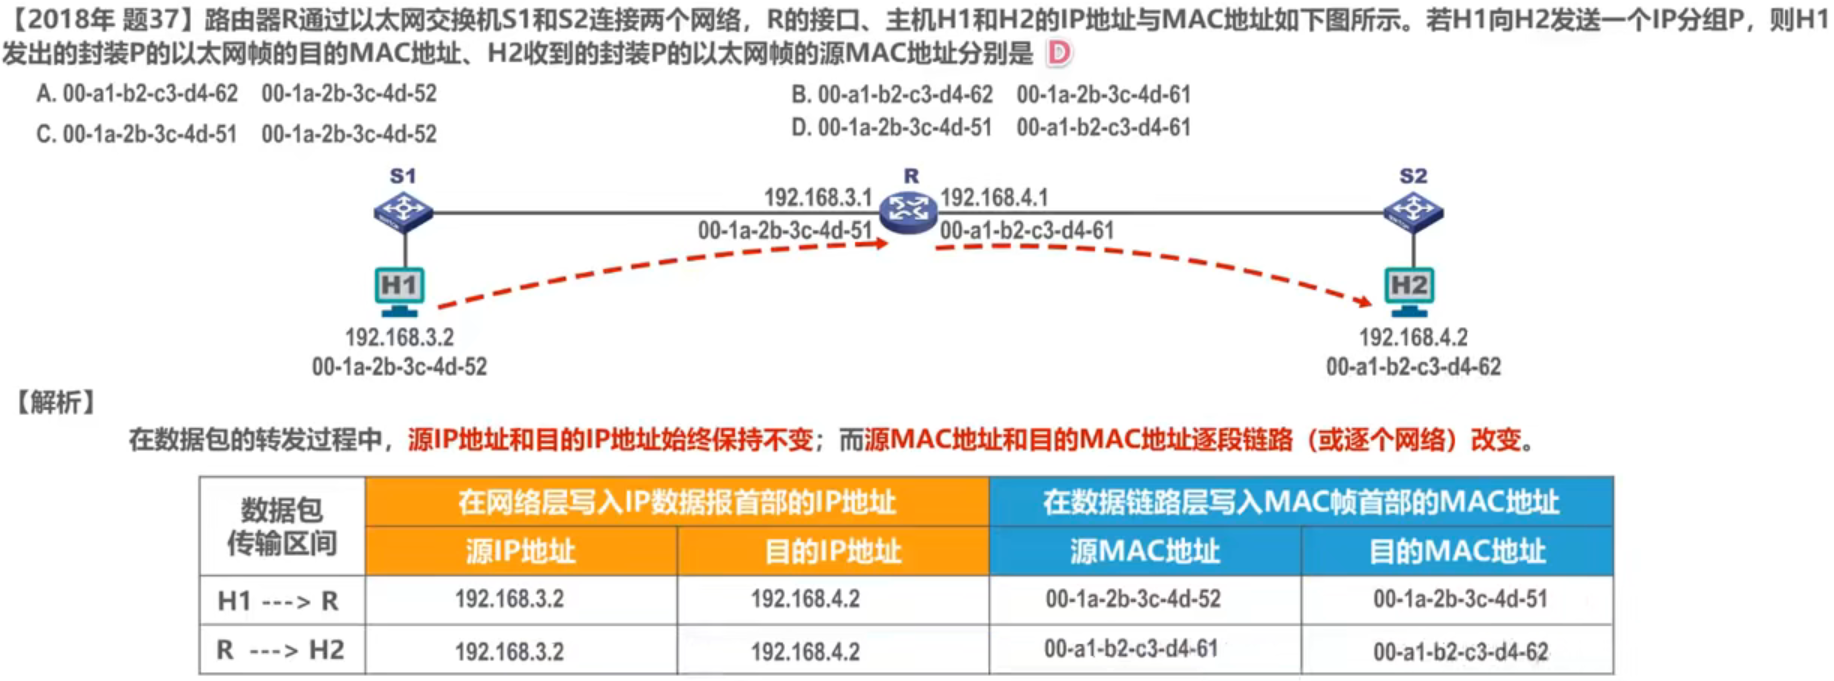 【2018年 题37】路由器R通过以太网交换机S1和S2连接两个网络，R的接口、主机H1和H2的IP地址与MAC地址如下图所示。若H1向H2发送一个IP分组P，则H1
发出的封装P的以太网帧的目的MAC地址、H2收到的封装P的以太网帧的源MAC地址分别是 D
A. 00-a1-b2-c3-d4-62 00-1a-2b-3c-4d-52
B. 00-a1-b2-c3-d4-62 00-1a-2b-3c-4d-61
C. 00-1a-2b-3c-4d-51 00-1a-2b-3c-4d-52
D. 00-1a-2b-3c-4d-51 00-a1-b2-c3-d4-61
S1 R S2
192.168.3.1 192.168.4.1
00-1a-2b-3c-4d-51 00-a1-b2-c3-d4-61
H1 H2
192.168.3.2 192.168.4.2
00-1a-2b-3c-4d-52 00-a1-b2-c3-d4-62
【解析】
在数据包的转发过程中，源IP地址和目的IP地址始终保持不变；而源MAC地址和目的MAC地址逐段链路（或逐个网络）改变。
数据包
传输区间
在网络层写入IP数据报首部的IP地址 在数据链路层写入MAC帧首部的MAC地址
源IP地址 目的IP地址 源MAC地址 目的MAC地址
H1 ---> R 192.168.3.2 192.168.4.2 00-1a-2b-3c-4d-52 00-1a-2b-3c-4d-51
R ---> H2 192.168.3.2 192.168.4.2 00-a1-b2-c3-d4-61 00-a1-b2-c3-d4-62